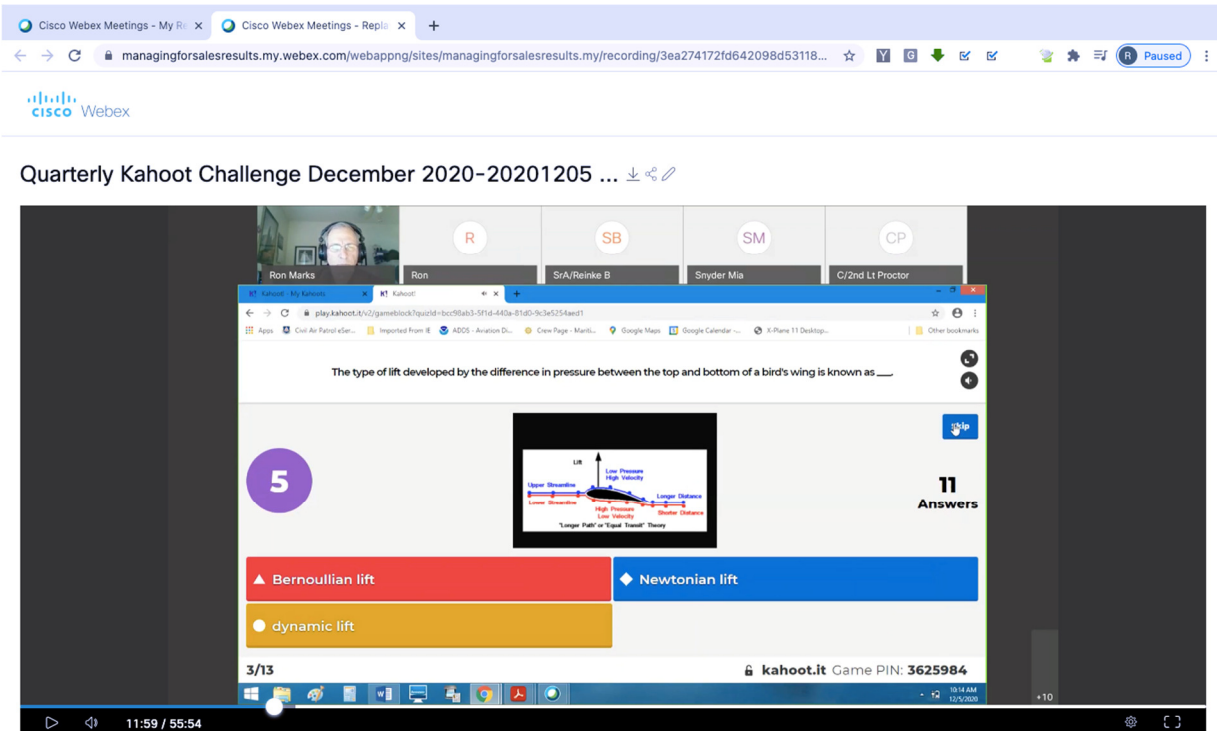 Cisco Webex Meetings - My Re
Cisco Webex Meetings - Repla
managingforsalesresults.my.webex.com/webappng/sites/managingforsalesresults.my/recording/3ea274172fd642098d53118...
Y
G
R Paused
CISCO Webex
Quarterly Kahoot Challenge December 2020-20201205 ...
R
SB
SM
CP
Ron Marks
Ron
SrA/Reinke B
Snyder Mia
C/2nd Lt Proctor
K! Kahoot! - My Kahoots
K! Kahoot!
play.kahoot.it/v2/gameblock?quizId=bcc98ab3-5f1d-440a-81d0-9c3e5254aed1
Apps
Civil Air Patrol eSer...
Imported From IE
ADDS - Aviation Di...
Crew Page - Manti...
Google Maps
Google Calendar -...
X-Plane 11 Desktop...
Other bookmarks
The type of lift developed by the difference in pressure between the top and bottom of a bird's wing is known as ___.
Skip
5
Lift
Low Pressure
High Velocity
Upper Streamline
Longer Distance
Lower Streamline
High Pressure
Low Velocity
Shorter Distance
"Longer Path" or "Equal Transit" Theory
11
Answers
Bernoullian lift
Newtonian lift
dynamic lift
3/13
kahoot.it Game PIN: 3625984
10:14 AM
12/5/2020
+10
11:59 / 55:54